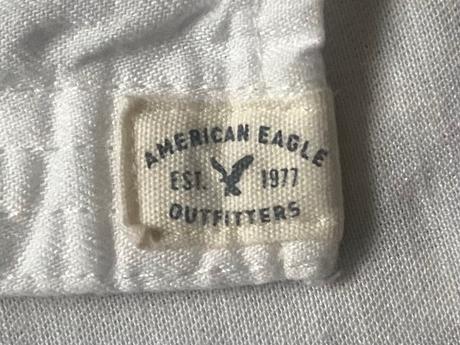 AMERICAN EAGLE
EST. 1977
OUTFITTERS